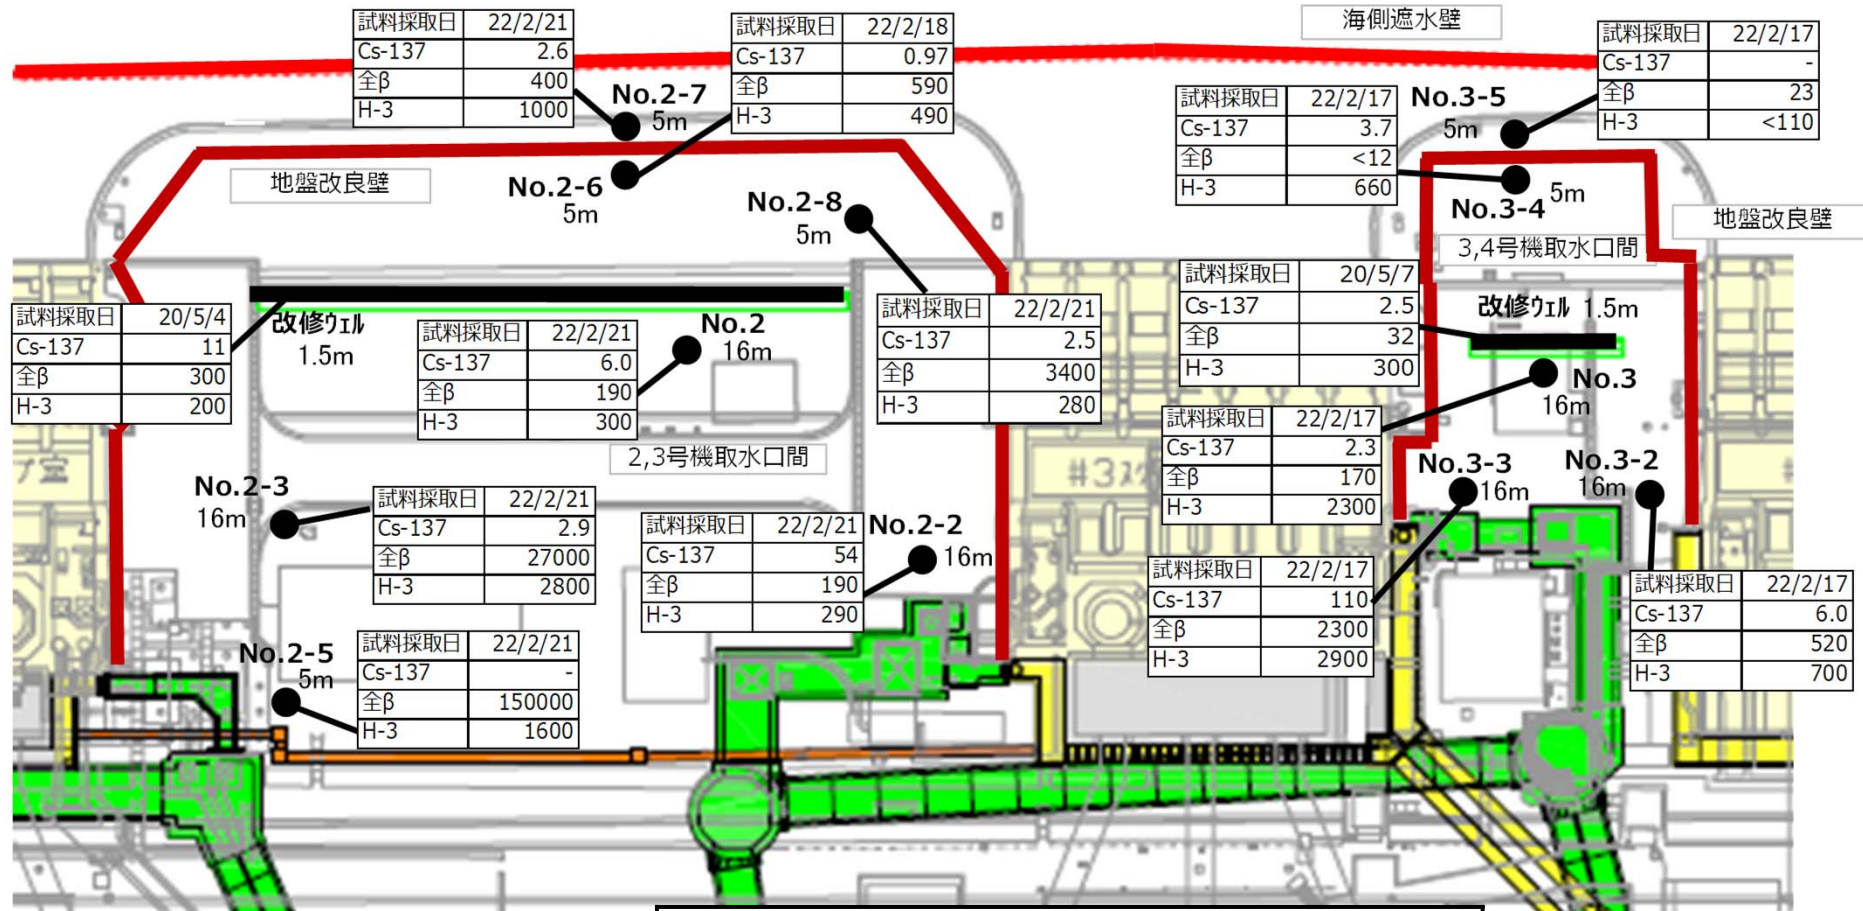 海側遮水壁
試料採取日 22/2/21
Cs-137 2.6
全β 400
H-3 1000
No.2-7
5m
試料採取日 22/2/18
Cs-137 0.97
全β 590
H-3 490
No.2-6
5m
地盤改良壁
試料採取日 22/2/17
Cs-137 3.7
全β <12
H-3 660
No.3-5
5m
試料採取日 22/2/17
Cs-137 -
全β 23
H-3 <110
5m
No.3-4
地盤改良壁
3,4号機取水口間
No.2-8
5m
試料採取日 20/5/4
Cs-137 11
全β 300
H-3 200
改修ウェル
1.5m
試料採取日 22/2/21
Cs-137 6.0
全β 190
H-3 300
No.2
16m
試料採取日 22/2/21
Cs-137 2.5
全β 3400
H-3 280
試料採取日 20/5/7
Cs-137 2.5
全β 32
H-3 300
改修ウェル 1.5m
No.3
16m
2,3号機取水口間
試料採取日 22/2/17
Cs-137 2.3
全β 170
H-3 2300
No.3-3
16m
No.3-2
16m
No.2-3
16m
試料採取日 22/2/21
Cs-137 2.9
全β 27000
H-3 2800
試料採取日 22/2/21
Cs-137 54
全β 190
H-3 290
No.2-2
16m
試料採取日 22/2/17
Cs-137 110
全β 2300
H-3 2900
試料採取日 22/2/17
Cs-137 6.0
全β 520
H-3 700
No.2-5
5m
試料採取日 22/2/21
Cs-137 -
全β 150000
H-3 1600